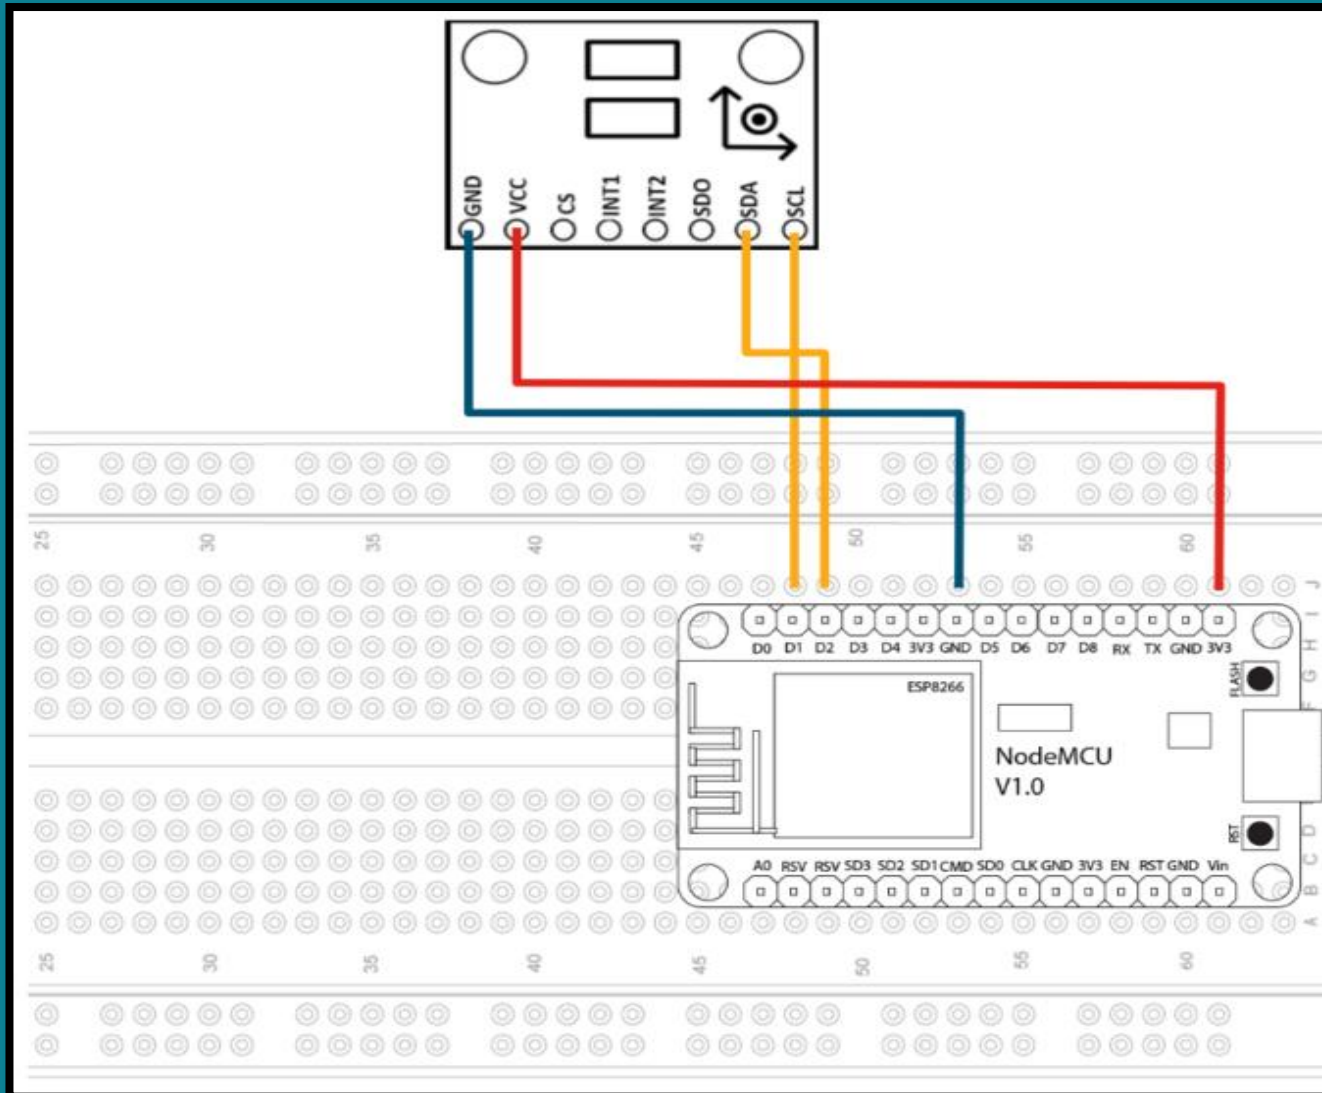 GND VCC CS INT1 INT2 SDO SDA SCL
25 30 35 40 45 50 55 60
J
I
H
G
F
D0 D1 D2 D3 D4 3V3 GND D5 D6 D7 D8 RX TX GND 3V3
ESP8266
FLASH
NodeMCU
V1.0
RST
D
C
B
A
A0 RSV RSV SD3 SD2 SD1 CMD SD0 CLK GND 3V3 EN RST GND Vin
25 30 35 40 45 50 55 60